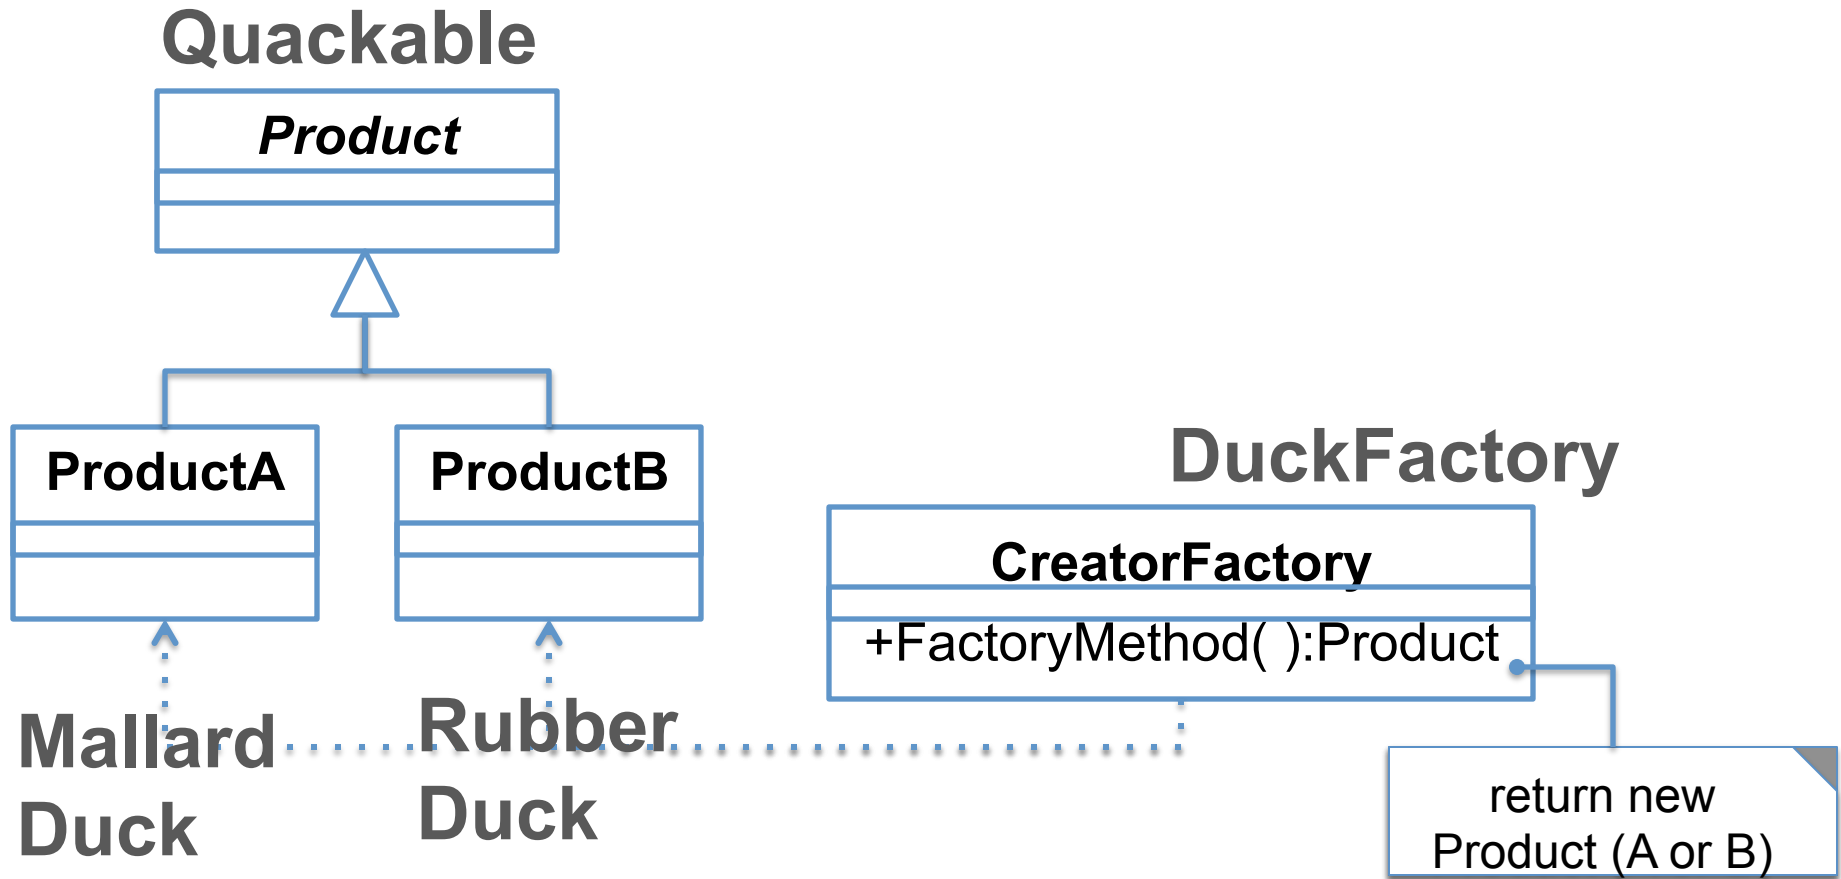 Quackable
Product
ProductA
ProductB
DuckFactory
CreatorFactory
+FactoryMethod( ):Product
Mallard
Duck
Rubber
Duck
return new
Product (A or B)